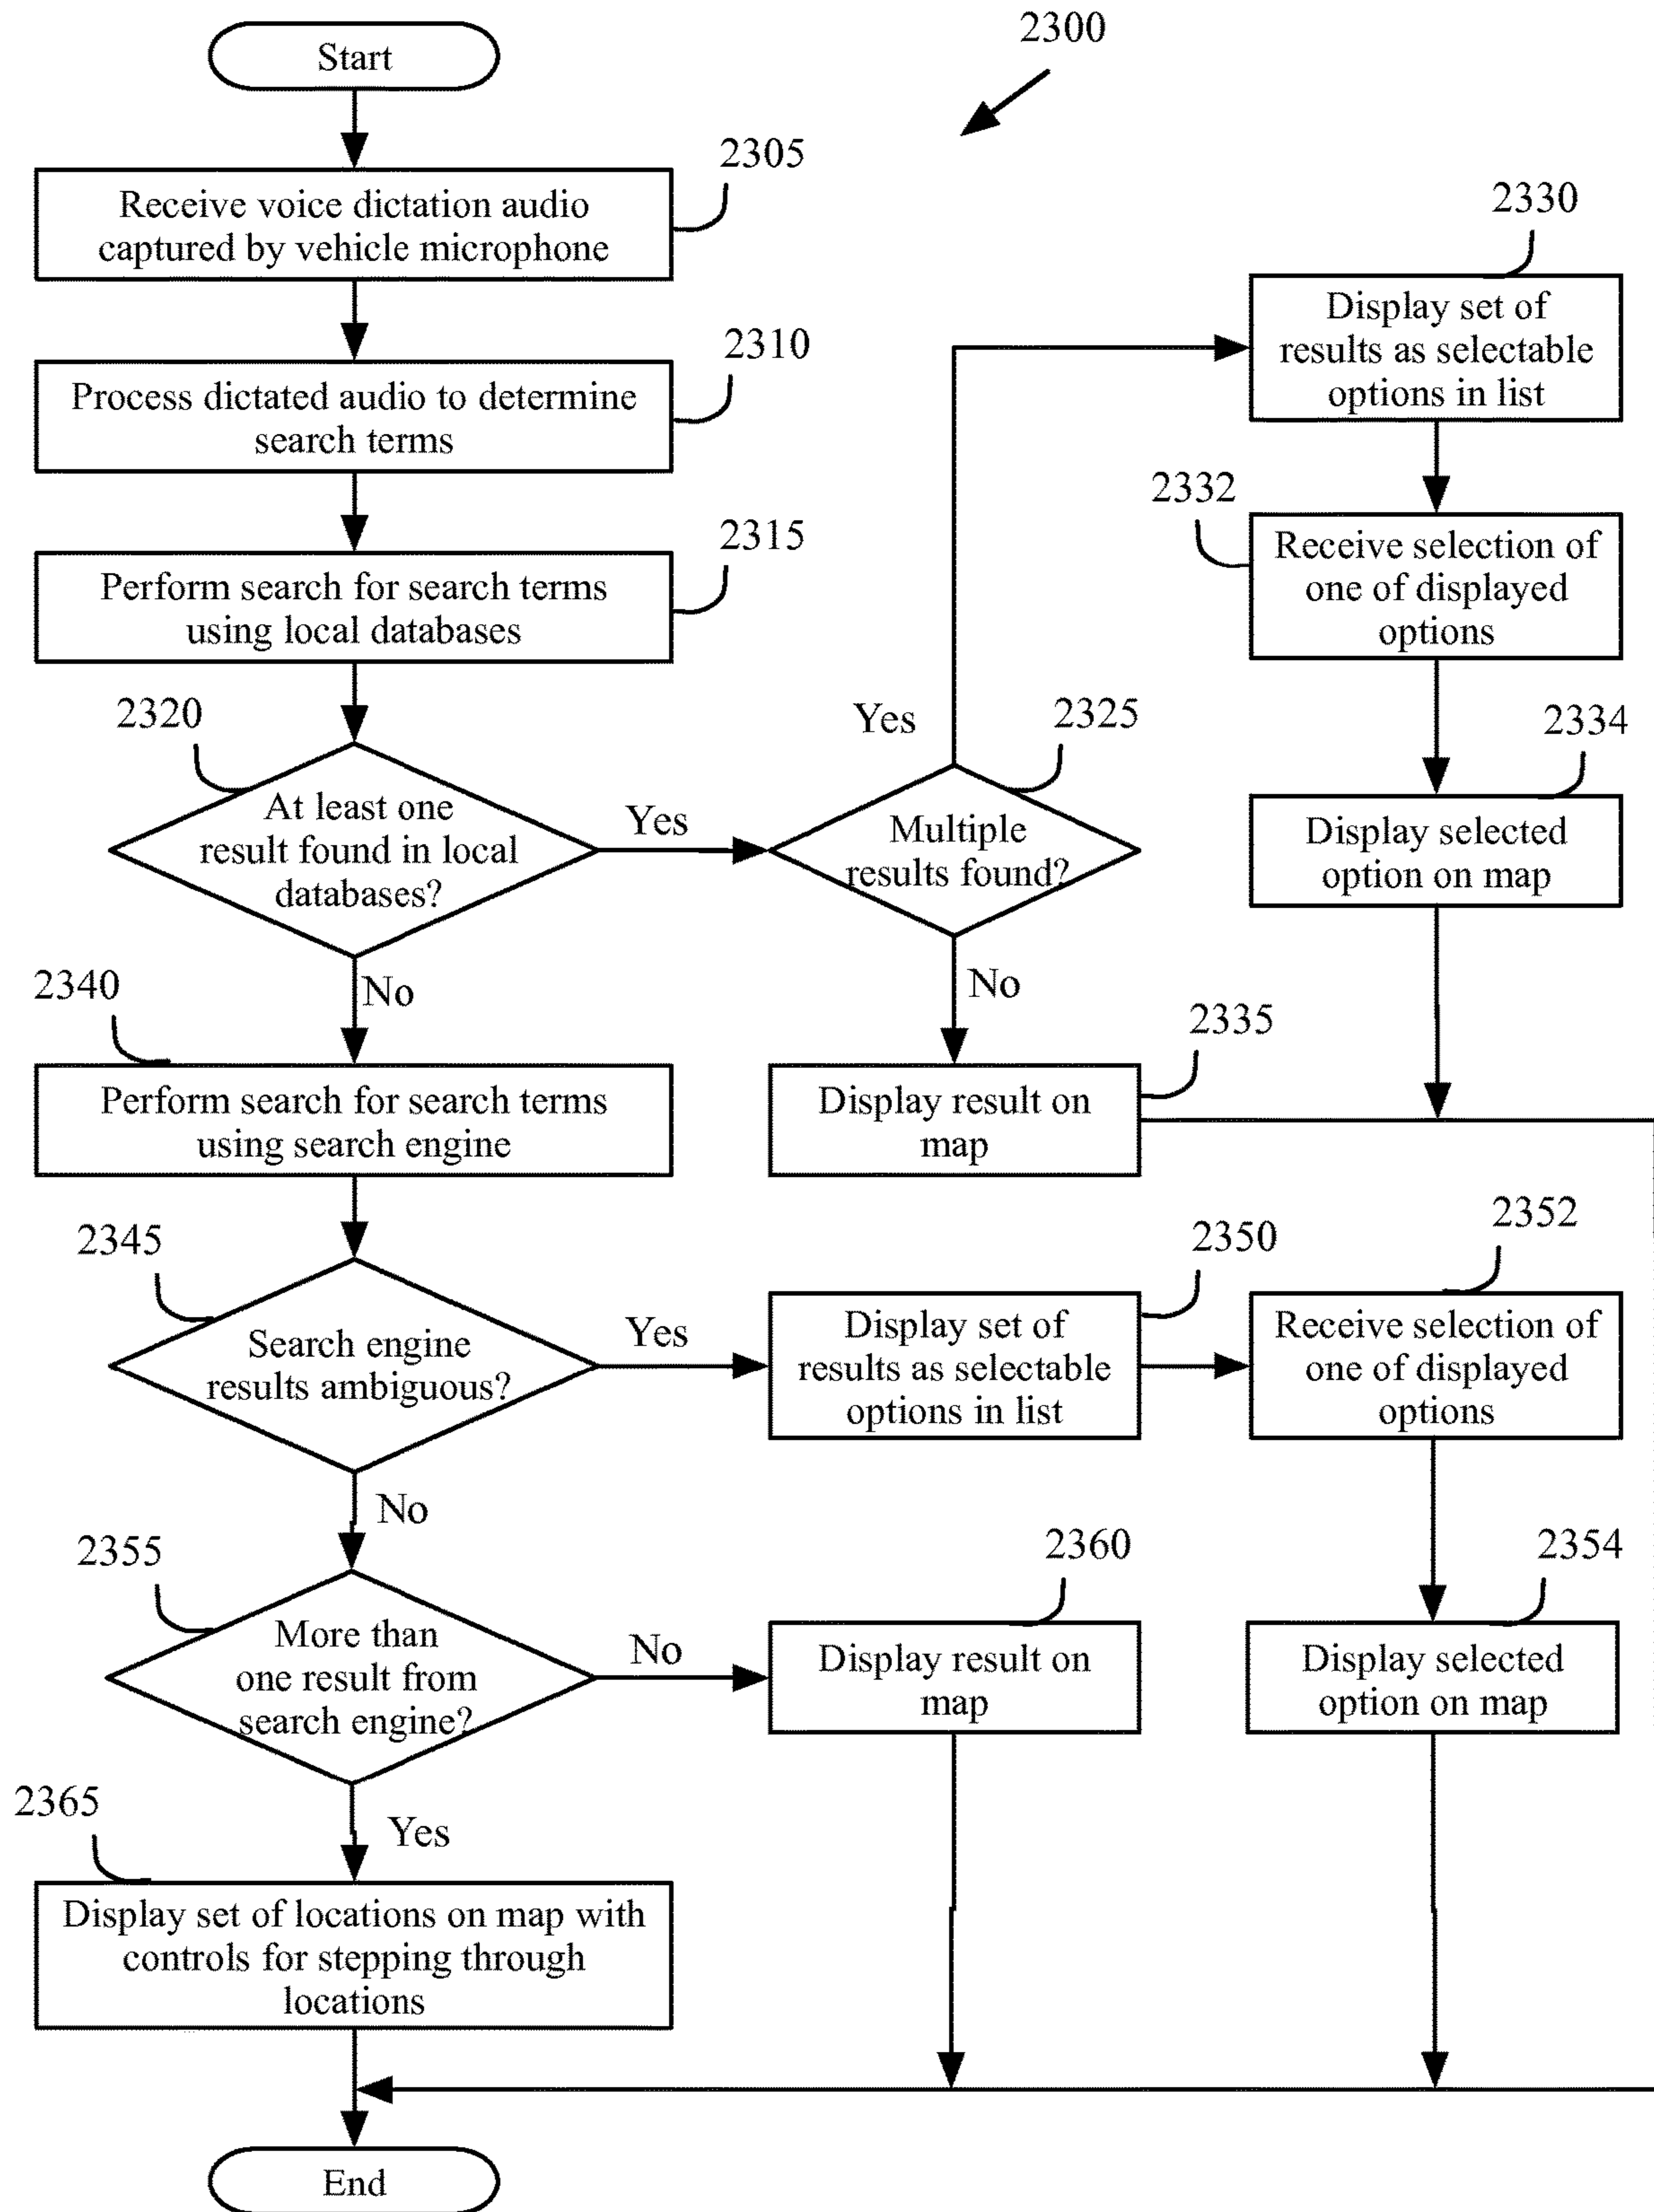 Start
2300
2305
Receive voice dictation audio
captured by vehicle microphone
2310
Process dictated audio to determine
search terms
2315
Perform search for search terms
using local databases
2320
At least one
result found in local
databases?
Yes
2325
Multiple
results found?
Yes
2330
Display set of
results as selectable
options in list
2332
Receive selection of
one of displayed
options
2334
Display selected
option on map
No
2335
Display result on
map
No
2340
Perform search for search terms
using search engine
2345
Search engine
results ambiguous?
Yes
2350
Display set of
results as selectable
options in list
2352
Receive selection of
one of displayed
options
2354
Display selected
option on map
No
2355
More than
one result from
search engine?
No
2360
Display result on
map
Yes
2365
Display set of locations on map with
controls for stepping through
locations
End